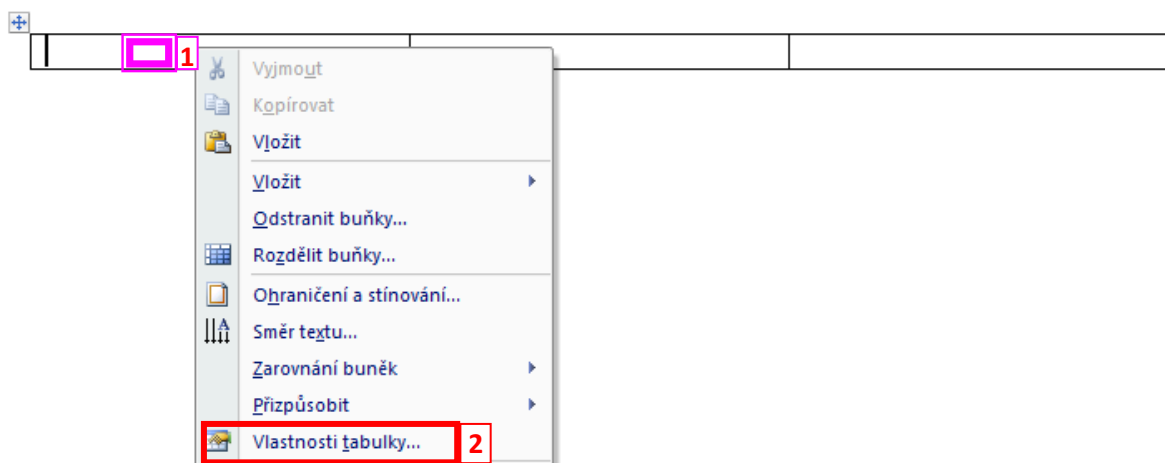 1
Vyjmout
Kopírovat
Vložit
Vložit
Odstranit buňky...
Rozdělit buňky...
Ohraničení a stínování...
Směr textu...
Zarovnání buněk
Přizpůsobit
Vlastnosti tabulky... 2